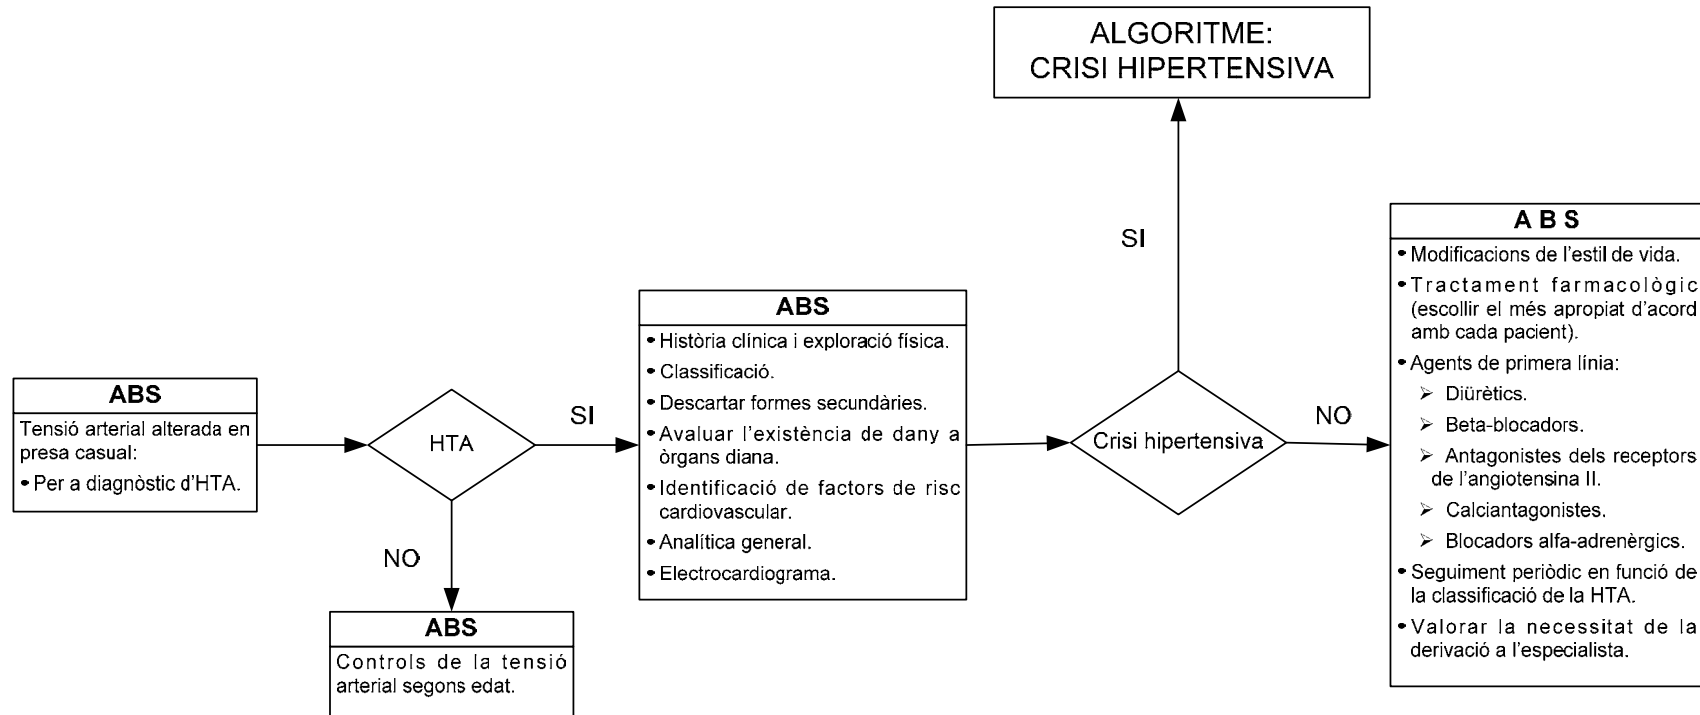 ALGORITME:
CRISI HIPERTENSIVA
SI
ABS
Tensió arterial alterada en
presa casual:
• Per a diagnòstic d'HTA.
HTA
SI
NO
ABS
Controls de la tensió
arterial segons edat.
ABS
• Història clínica i exploració física.
• Classificació.
• Descartar formes secundàries.
• Avaluar l'existència de dany a
òrgans diana.
• Identificació de factors de risc
cardiovascular.
• Analítica general.
• Electrocardiograma.
Crisi hipertensiva
NO
A B S
• Modificacions de l'estil de vida.
• Tractament farmacològic
(escollir el més apropiat d'acord
amb cada pacient).
• Agents de primera línia:
➢ Diürètics.
➢ Beta-blocadors.
➢ Antagonistes dels receptors
de l'angiotensina II.
➢ Calciantagonistes.
➢ Blocadors alfa-adrenèrgics.
• Seguiment periòdic en funció de
la classificació de la HTA.
• Valorar la necessitat de la
derivació a l'especialista.